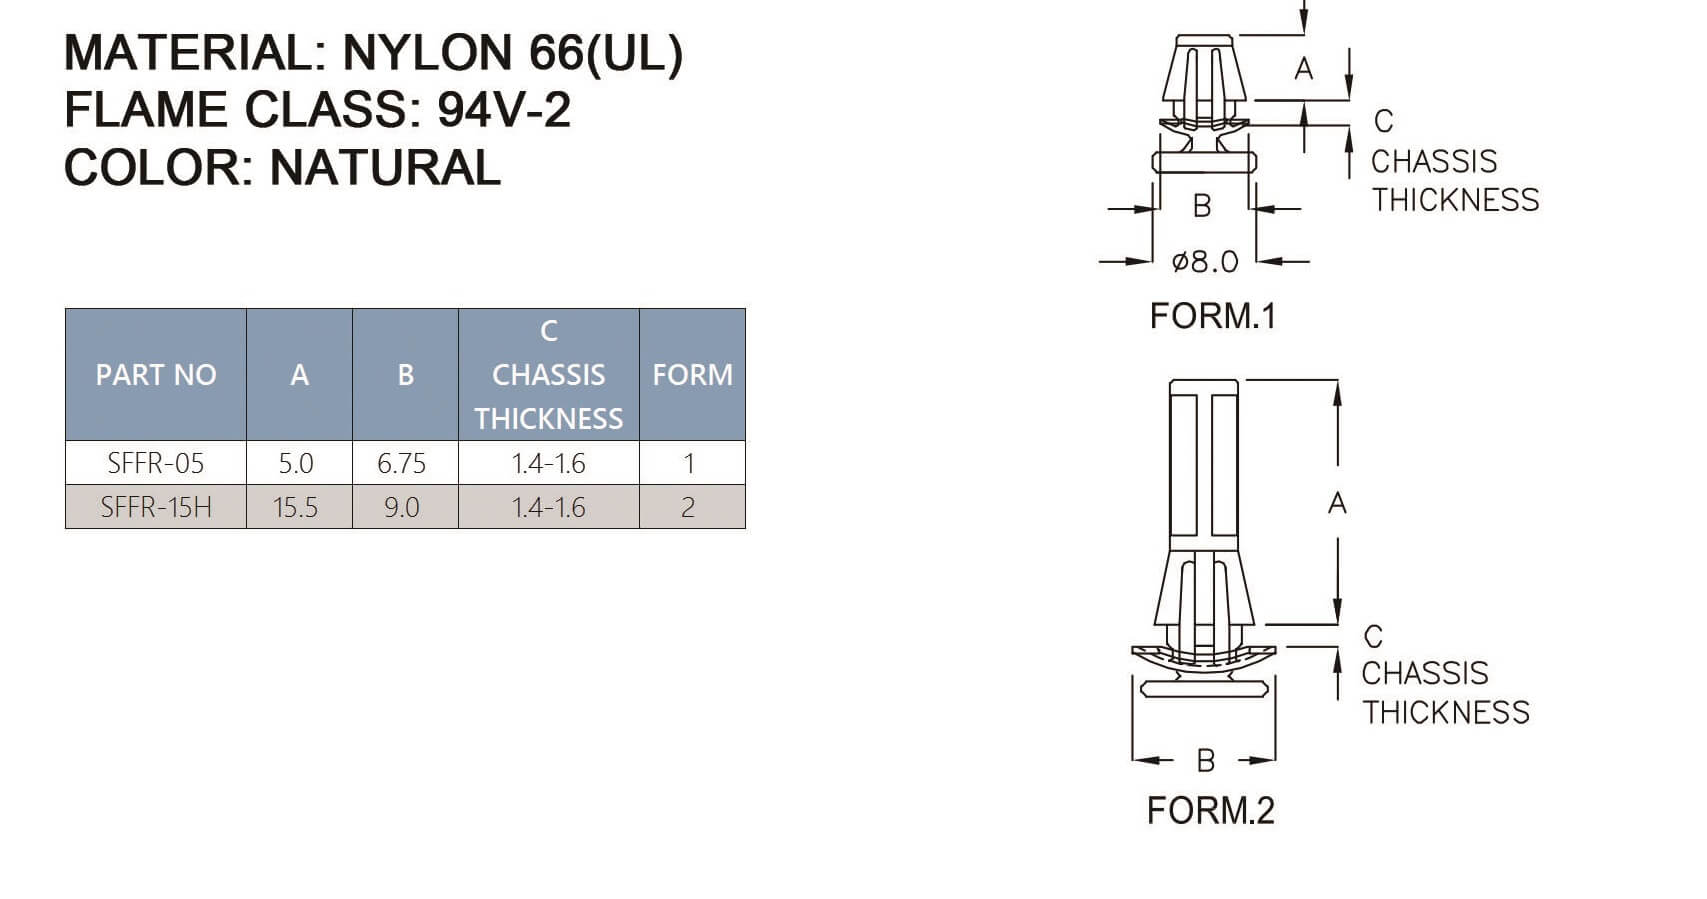 MATERIAL: NYLON 66(UL)
FLAME CLASS: 94V-2
COLOR: NATURAL
PART NO A B C CHASSIS THICKNESS FORM
SFFR-05 5.0 6.75 1.4-1.6 1
SFFR-15H 15.5 9.0 1.4-1.6 2
A
C
CHASSIS
THICKNESS
B
ø8.0
FORM.1
A
C
CHASSIS
THICKNESS
B
FORM.2